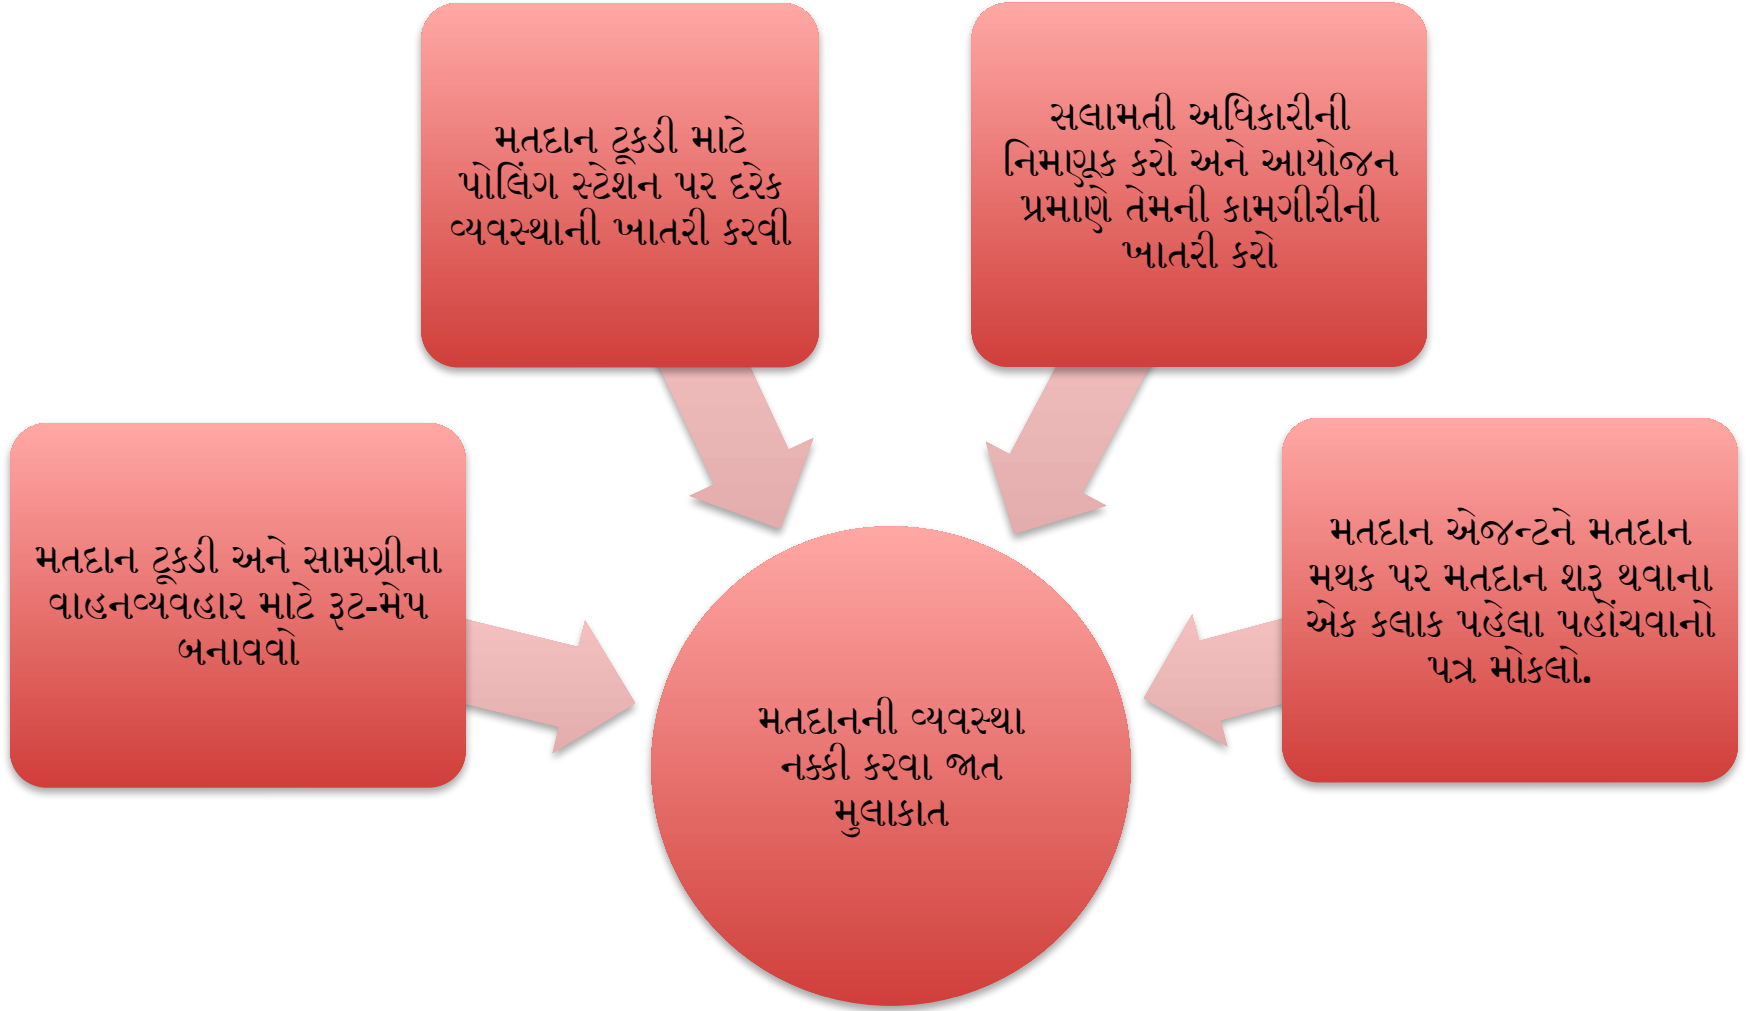 મતદાન ટૂકડી માટે
પોલિંગ સ્ટેશન પર દરેક
વ્યવસ્થાની ખાતરી કરવી
સલામતી અધિકારીની
નિમણૂક કરો અને આયોજન
પ્રમાણે તેમની કામગીરીની
ખાતરી કરો
મતદાન ટૂકડી અને સામગ્રીના
વાહનવ્યવહાર માટે રૂટ-મેપ
બનાવવો
મતદાન એજન્ટને મતદાન
મથક પર મતદાન શરૂ થવાના
એક કલાક પહેલા પહોંચવાનો
પત્ર મોકલો.
મતદાનની વ્યવસ્થા
નક્કી કરવા જાત
મુલાકાત